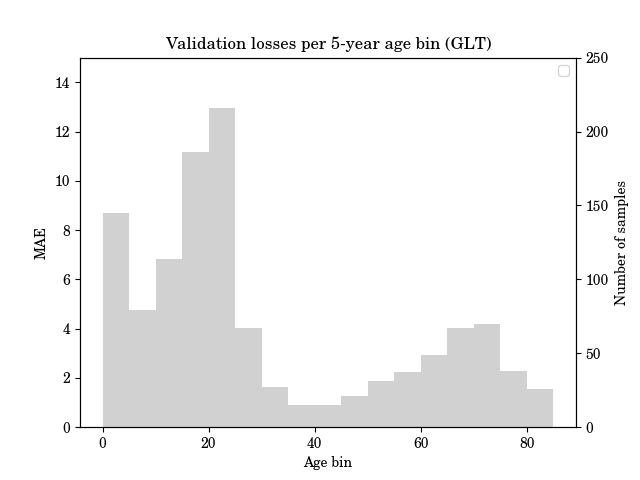 Validation losses per 5-year age bin (GLT)
14
12
10
8
6
4
2
0
MAE
250
200
150
100
50
0
Number of samples
0 20 40 60 80
Age bin